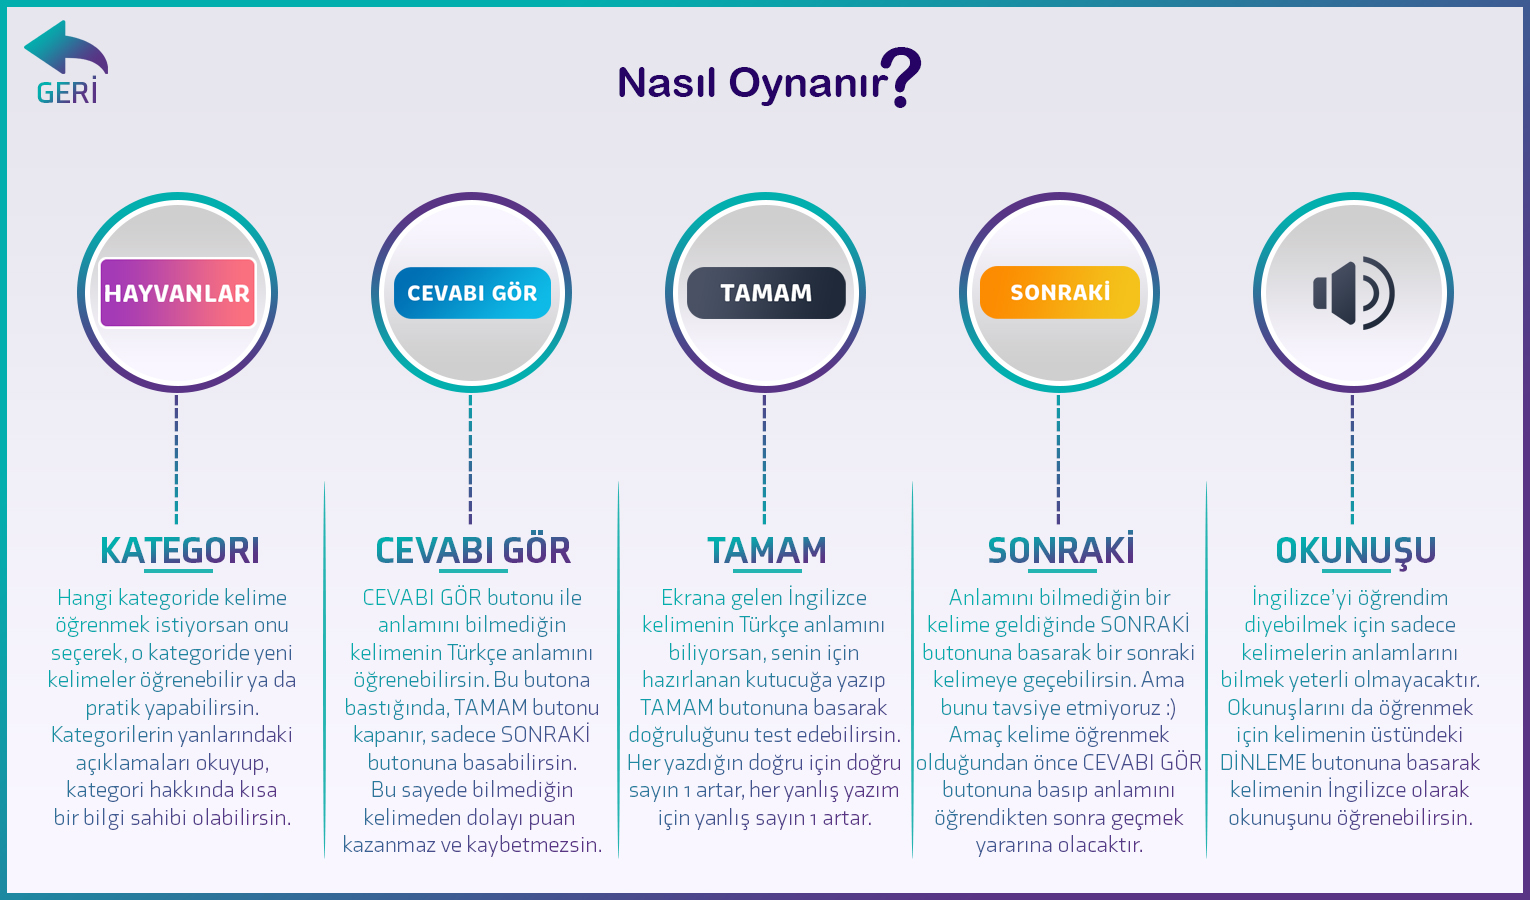 GERİ
Nasıl Oynanır?
HAYVANLAR
CEVABI GÖR
TAMAM
SONRAKİ
KATEGORI
Hangi kategoride kelime
öğrenmek istiyorsan onu
seçerek, o kategoride yeni
kelimeler öğrenebilir ya da
pratik yapabilirsin.
Kategorilerin yanlarındaki
açıklamaları okuyup,
kategori hakkında kısa
bir bilgi sahibi olabilirsin.
CEVABI GÖR
CEVABI GÖR butonu ile
anlamını bilmediğin
kelimenin Türkçe anlamını
öğrenebilirsin. Bu butona
bastığında, TAMAM butonu
kapanır, sadece SONRAKİ
butonuna basabilirsin.
Bu sayede bilmediğin
kelimeden dolayı puan
kazanmaz ve kaybetmezsin.
TAMAM
Ekrana gelen İngilizce
kelimenin Türkçe anlamını
biliyorsan, senin için
hazırlanan kutucuğa yazıp
TAMAM butonuna basarak
doğruluğunu test edebilirsin.
Her yazdığın doğru için doğru
sayın 1 artar, her yanlış yazım
için yanlış sayın 1 artar.
SONRAKİ
Anlamını bilmediğin bir
kelime geldiğinde SONRAKİ
butonuna basarak bir sonraki
kelimeye geçebilirsin. Ama
bunu tavsiye etmiyoruz :)
Amaç kelime öğrenmek
olduğundan önce CEVABI GÖR
butonuna basıp anlamını
öğrendikten sonra geçmek
yararına olacaktır.
OKUNUŞU
İngilizce’yi öğrendim
diyebilmek için sadece
kelimelerin anlamlarını
bilmek yeterli olmayacaktır.
Okunuşlarını da öğrenmek
için kelimenin üstündeki
DİNLEME butonuna basarak
kelimenin İngilizce olarak
okunuşunu öğrenebilirsin.